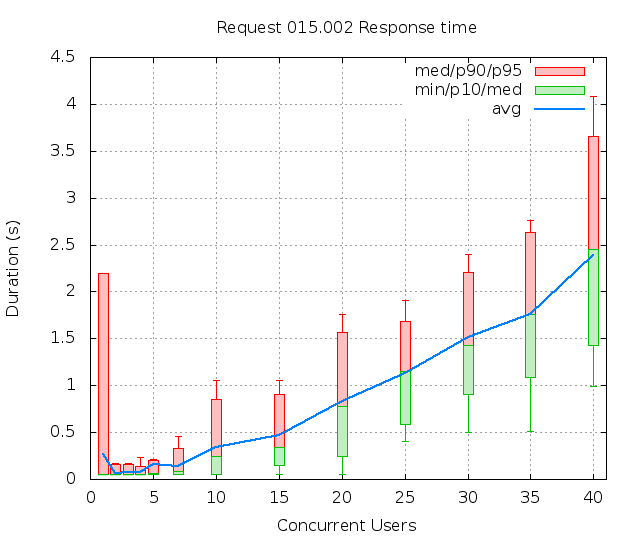 Request 015.002 Response time
4.5
4
3.5
3
2.5
2
1.5
1
0.5
0
Duration (s)
med/p90/p95
min/p10/med
avg
0 5 10 15 20 25 30 35 40
Concurrent Users